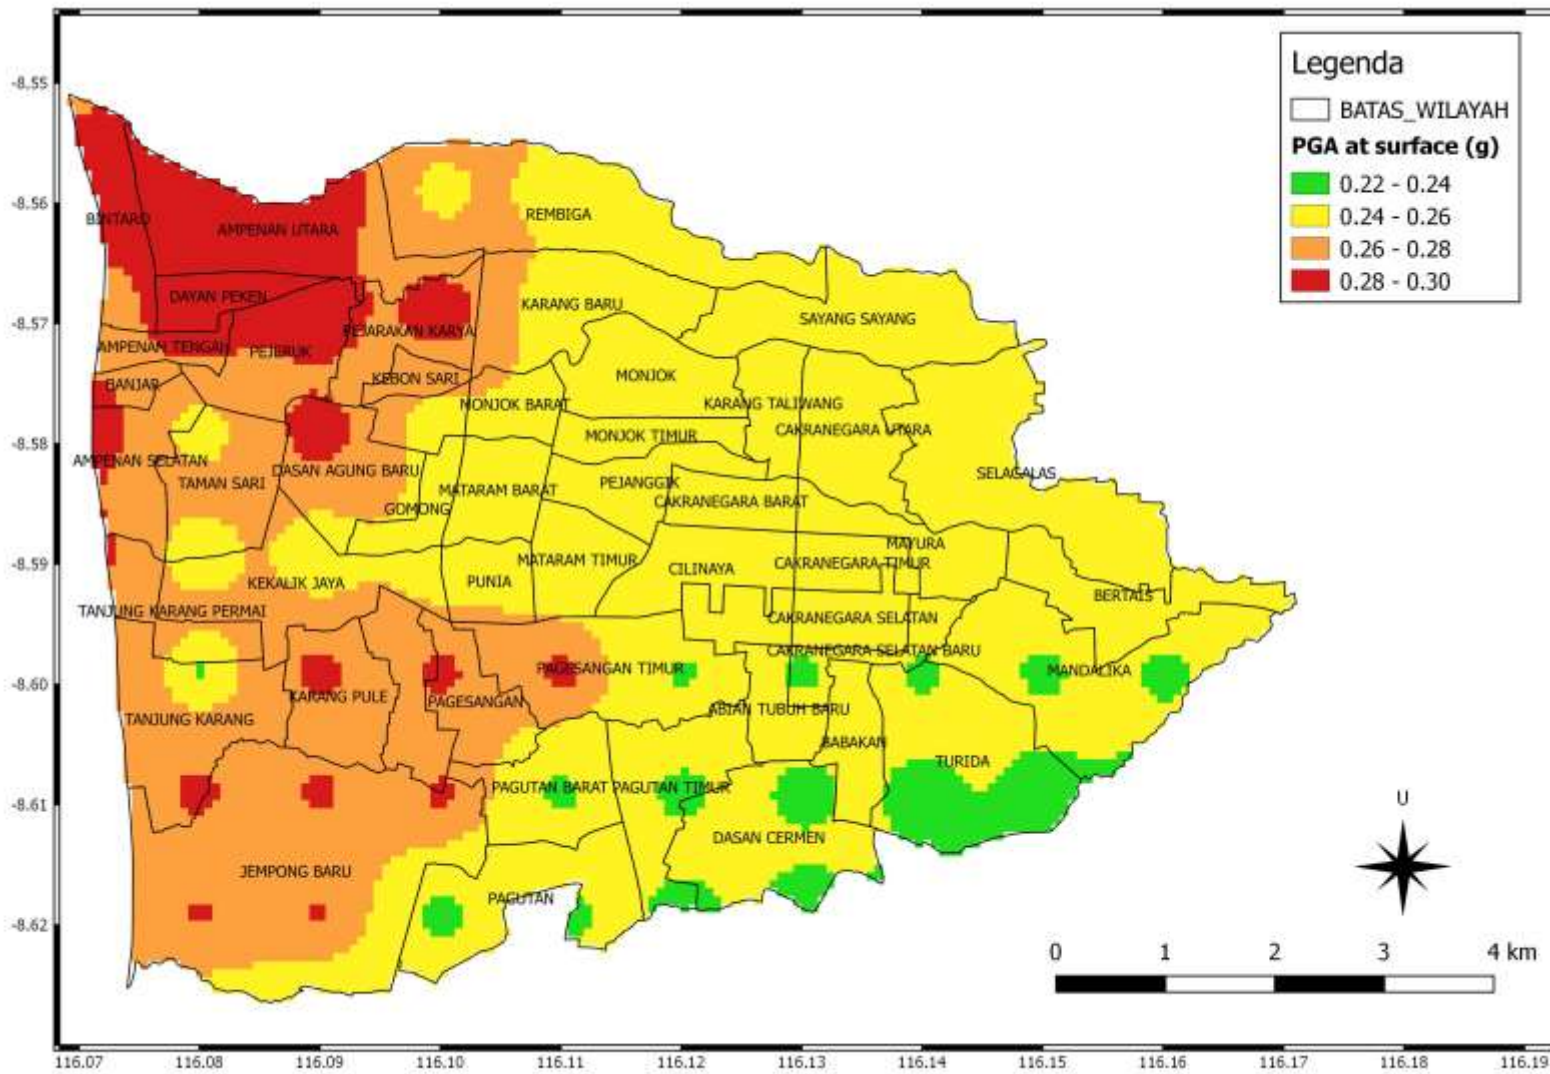 Legenda
BATAS_WILAYAH
PGA at surface (g)
0.22 - 0.24
0.24 - 0.26
0.26 - 0.28
0.28 - 0.30
-8.55
-8.56
-8.57
-8.58
-8.59
-8.60
-8.61
-8.62
BINTARO
AMPENAN UTARA
REMBIGA
DAYAN PEKEN
KARANG BARU
SAYANG SAYANG
PEJARAKAN KARYA
AMPENAM TENGAH
PEJERUK
BANJAR
KEBON SARI
MONJOK
MONJOK BARAT
KARANG TALIWANG
CAKRANEGARA UTARA
MONJOK TIMUR
AMPENAN SELATAN
DASAN AGUNG BARU
SELAGALAS
TAMAN SARI
MATARAM BARAT
PEJANGGIK
CAKRANEGARA BARAT
GOMONG
MAYURA
MATARAM TIMUR
CAKRANEGARA TIMUR
CILINAYA
KEKALIK JAYA
PUNIA
BERTAIS
TANJUNG KARANG PERMAI
CAKRANEGARA SELATAN
CAKRANEGARA SELATAN BARU
PAGESANGAN TIMUR
MANDALIKA
KARANG PULE
PAGESANGAN
ABIAN TUBUH BARU
TANJUNG KARANG
BABAKAN
TURIDA
PAGUTAN BARAT
PAGUTAN TIMUR
DASAN CERMEN
JEMPONG BARU
PAGUTAN
U
0 1 2 3 4 km
116.07 116.08 116.09 116.10 116.11 116.12 116.13 116.14 116.15 116.16 116.17 116.18 116.19